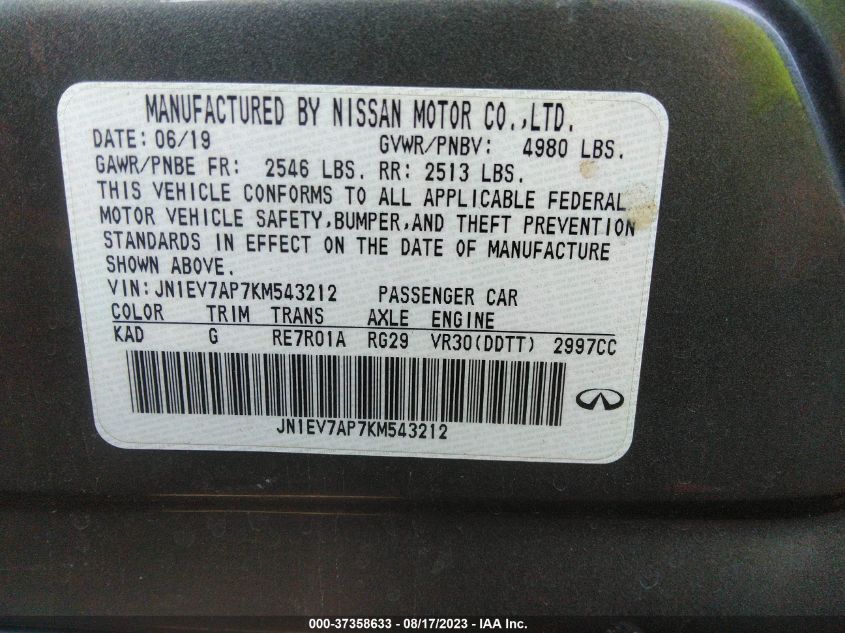 MANUFACTURED BY NISSAN MOTOR CO.,LTD.
DATE: 06/19 GVWR/PNBV: 4980 LBS.
GAWR/PNBE FR: 2546 LBS. RR: 2513 LBS.
THIS VEHICLE CONFORMS TO ALL APPLICABLE FEDERAL
MOTOR VEHICLE SAFETY,BUMPER,AND THEFT PREVENTION
STANDARDS IN EFFECT ON THE DATE OF MANUFACTURE
SHOWN ABOVE.
VIN: JN1EV7AP7KM543212 PASSENGER CAR
COLOR TRIM TRANS AXLE ENGINE
KAD G RE7R01A RG29 VR30(DDTT) 2997CC
JN1EV7AP7KM543212
000-37358633 - 08/17/2023 - IAA Inc.